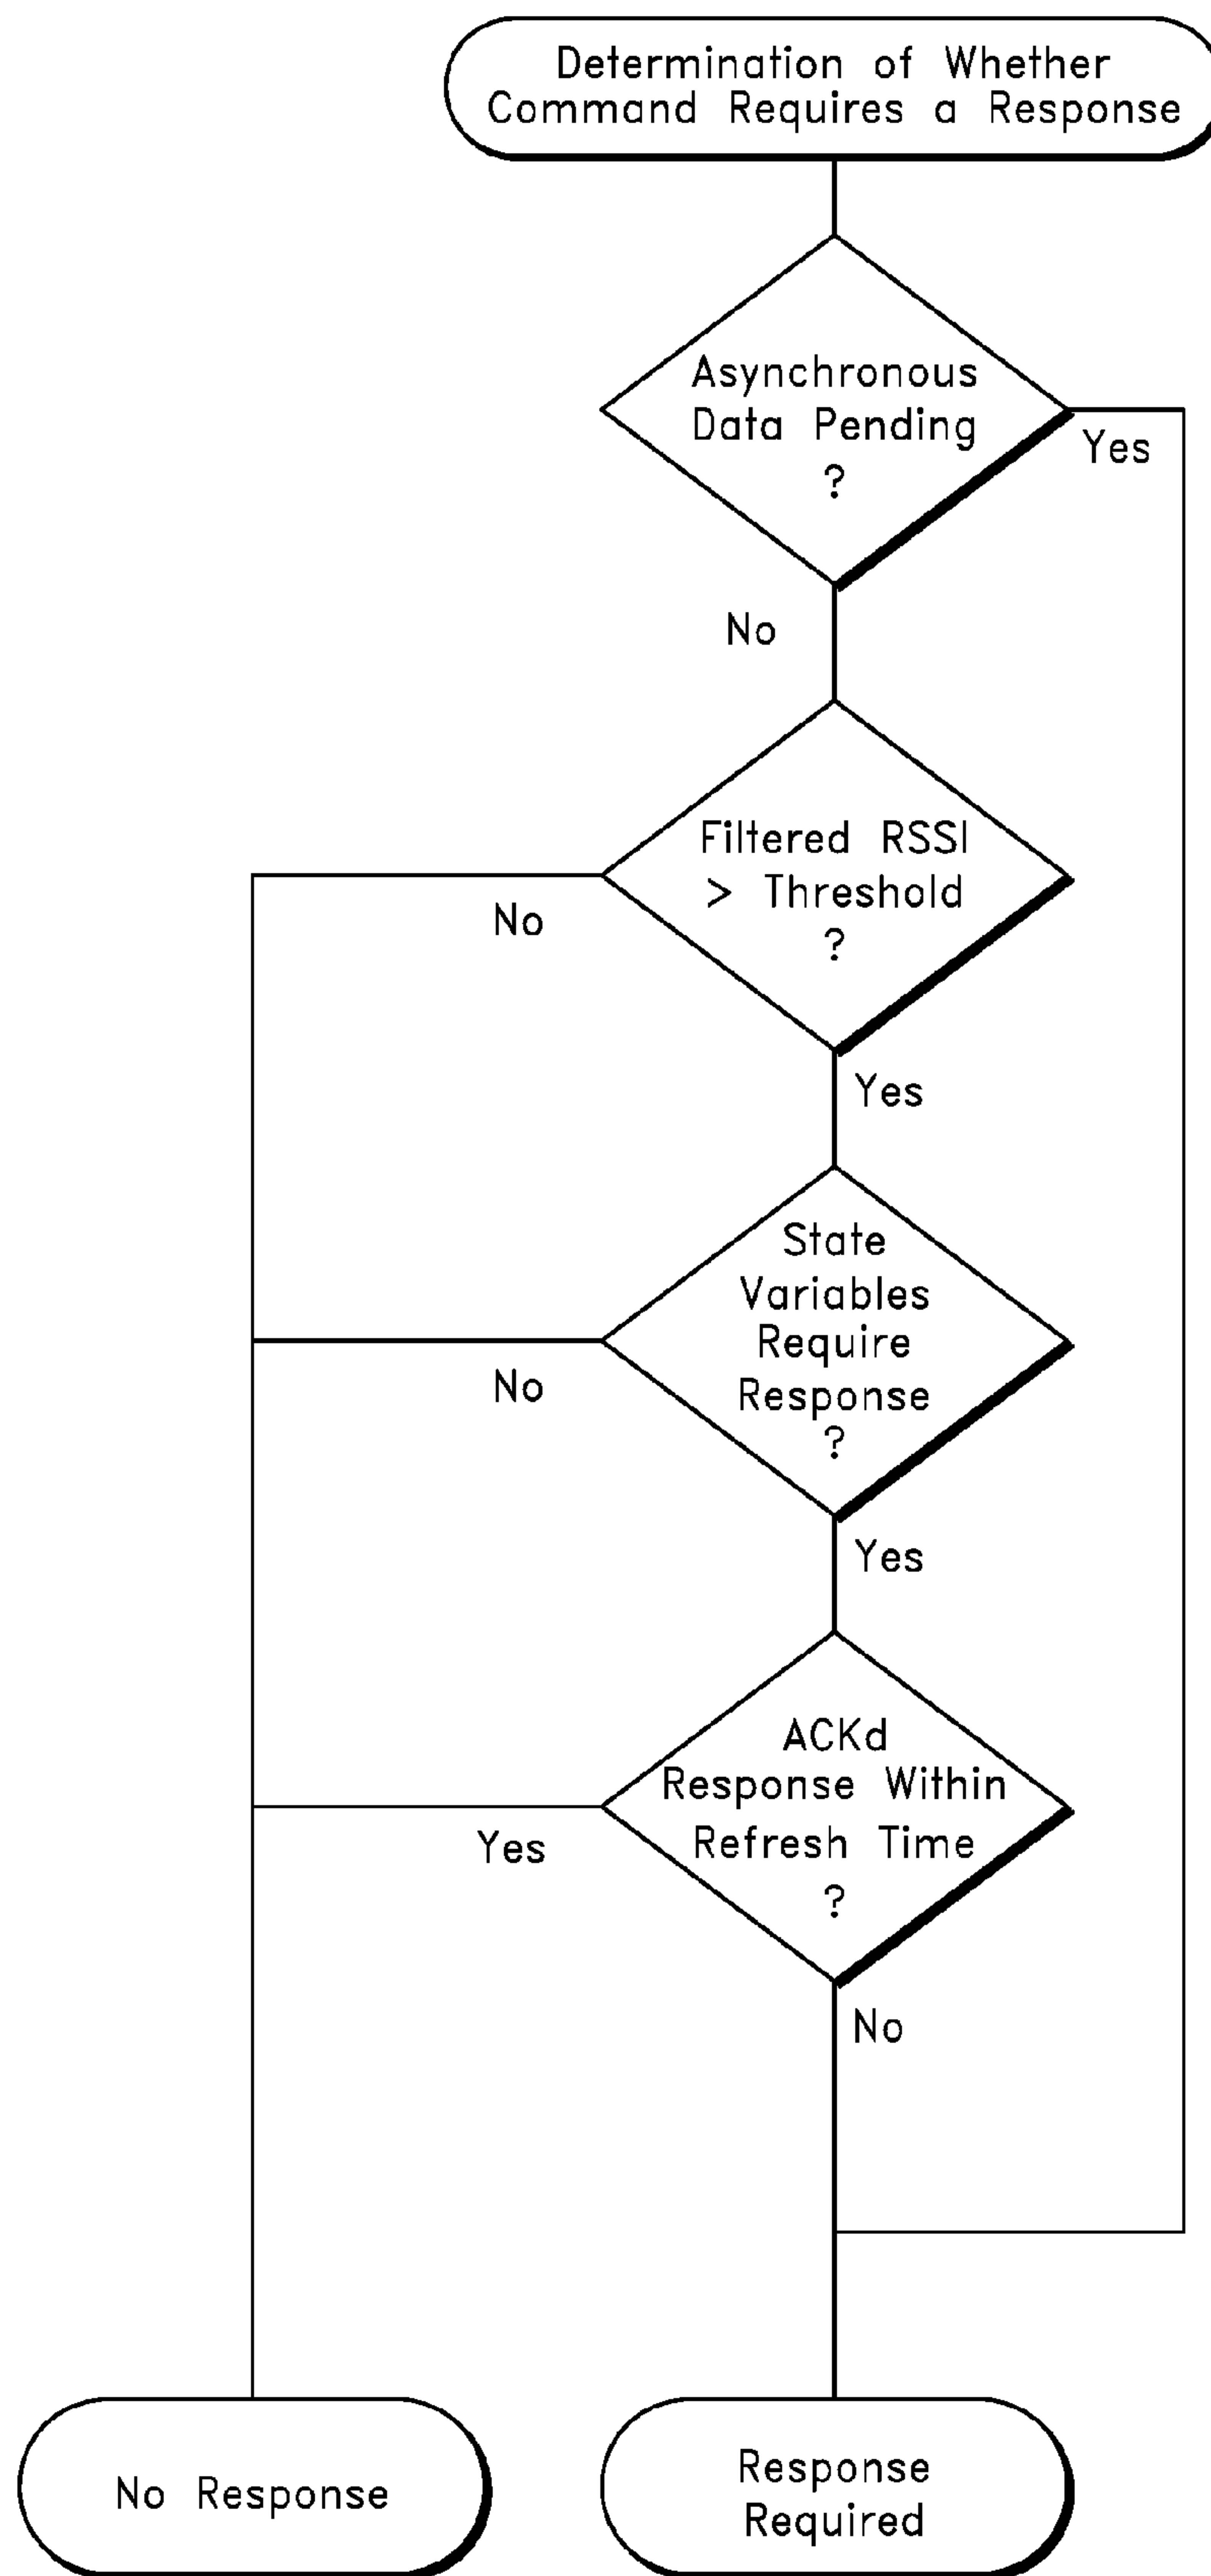 Determination of Whether
Command Requires a Response
Asynchronous
Data Pending
?
Yes
No
Filtered RSSI
> Threshold
?
No
Yes
State
Variables
Require
Response
?
No
Yes
ACKd
Response Within
Refresh Time
?
Yes
No
No Response
Response
Required